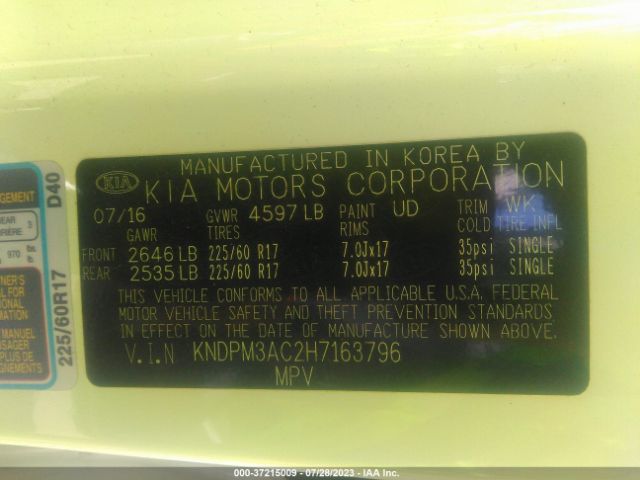 MANUFACTURED IN KOREA BY
KIA KIA MOTORS CORPORATION
07/16 GVWR 4597 LB PAINT UD TRIM WK
GAWR TIRES RIMS COLD TIRE INFL
FRONT 2646 LB 225/60 R17 7.0Jx17 35psi SINGLE
REAR 2535 LB 225/60 R17 7.0Jx17 35psi SINGLE
THIS VEHICLE CONFORMS TO ALL APPLICABLE U.S.A. FEDERAL
MOTOR VEHICLE SAFETY AND THEFT PREVENTION STANDARDS
IN EFFECT ON THE DATE OF MANUFACTURE SHOWN ABOVE.
V.I.N KNDPM3AC2H7163796
MPV
D40
225/60R17
3
970
000-37215009 / 07/28/2023 / IAA Inc.